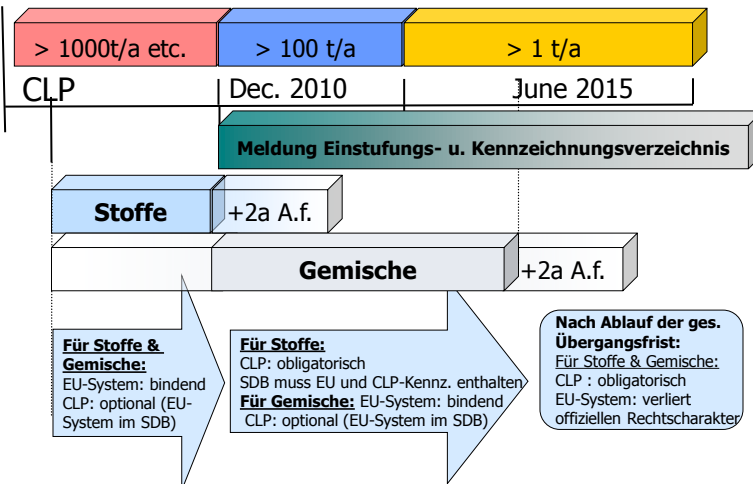 > 1000t/a etc.
> 100 t/a
> 1 t/a
CLP
Dec. 2010
June 2015
Meldung Einstufungs- u. Kennzeichnungsverzeichnis
Stoffe
+2a A.f.
Gemische
+2a A.f.
Für Stoffe &
Gemische:
EU-System: bindend
CLP: optional (EU-
System im SDB)
Für Stoffe:
CLP: obligatorisch
SDB muss EU und CLP-Kennz. enthalten
Für Gemische: EU-System: bindend
CLP: optional (EU-System im SDB)
Nach Ablauf der ges.
Übergangsfrist:
Für Stoffe & Gemische:
CLP : obligatorisch
EU-System: verliert
offiziellen Rechtscharakter